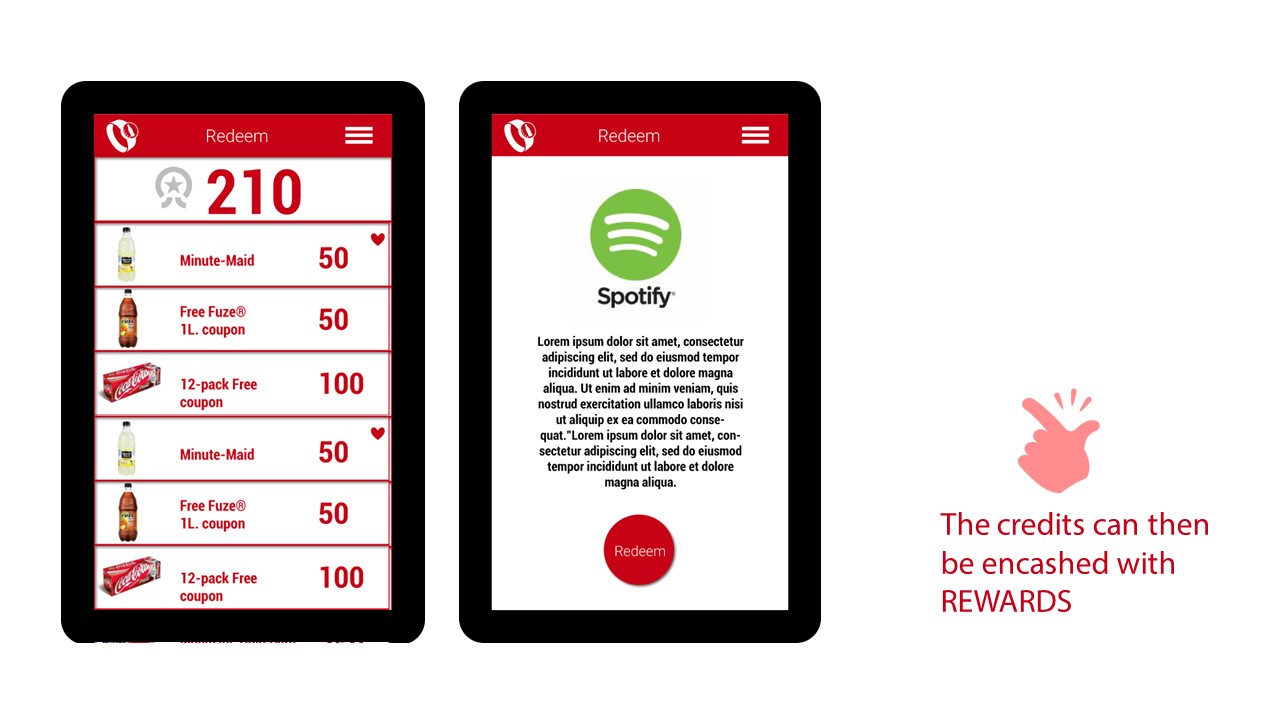 Redeem
210
Minute-Maid 50
Free Fuze®
1L. coupon 50
12-pack Free
coupon 100
Minute-Maid 50
Free Fuze®
1L. coupon 50
12-pack Free
coupon 100
Redeem
Spotify®
Lorem ipsum dolor sit amet, consectetur
adipiscing elit, sed do eiusmod tempor
incididunt ut labore et dolore magna
aliqua. Ut enim ad minim veniam, quis
nostrud exercitation ullamco laboris nisi
ut aliquip ex ea commodo conse-
quat."Lorem ipsum dolor sit amet, con-
sectetur adipiscing elit, sed do eiusmod
tempor incididunt ut labore et dolore
magna aliqua.
Redeem
The credits can then
be encashed with
REWARDS